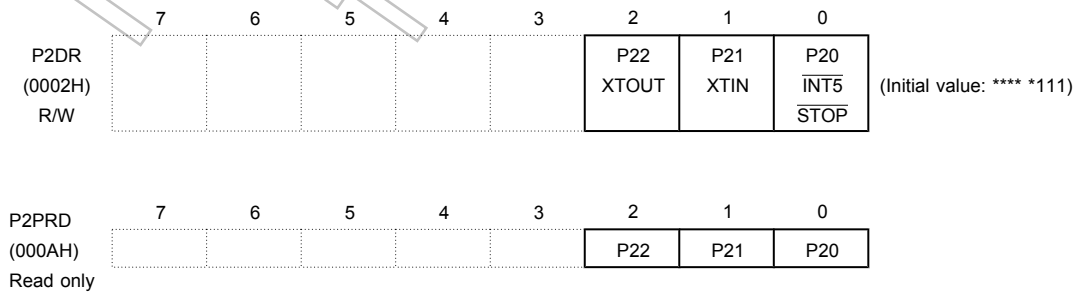 7 6 5 4 3 2 1 0
P2DR P22 P21 P20
(0002H) XTOUT XTIN INT5 (Initial value: **** *111)
R/W STOP
7 6 5 4 3 2 1 0
P2PRD
(000AH) P22 P21 P20
Read only